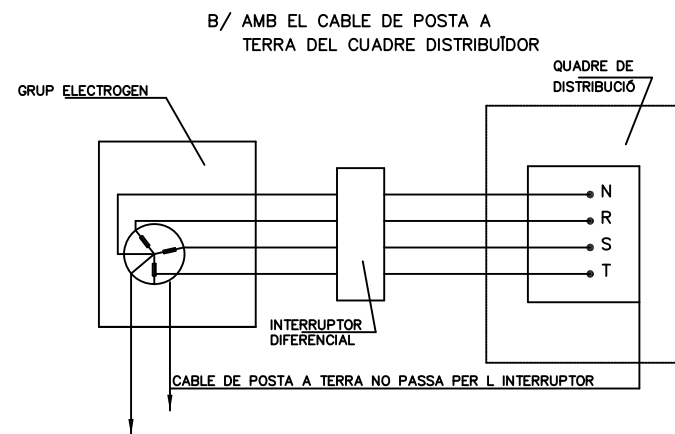 B/ AMB EL CABLE DE POSTA A
TERRA DEL CUADRE DISTRIBUÏDOR
QUADRE DE
DISTRIBUCIÓ
GRUP ELECTROGEN
N
R
S
T
INTERRUPTOR
DIFERENCIAL
CABLE DE POSTA A TERRA NO PASSA PER L INTERRUPTOR